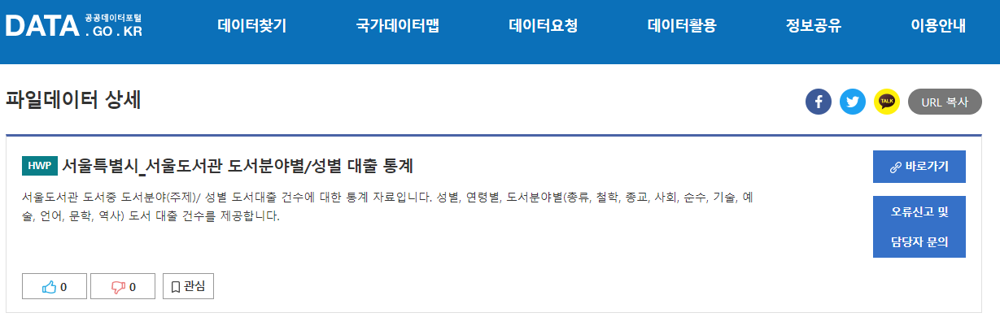 DATA 공공데이터포털
. GO . KR
데이터찾기 국가데이터맵 데이터요청 데이터활용 정보공유 이용안내
파일데이터 상세
TALK
URL 복사
HWP 서울특별시_서울도서관 도서분야별/성별 대출 통계
바로가기
서울도서관 도서중 도서분야(주제)/ 성별 도서대출 건수에 대한 통계 자료입니다. 성별, 연령별, 도서분야별(총류, 철학, 종교, 사회, 순수, 기술, 예
술, 언어, 문학, 역사) 도서 대출 건수를 제공합니다.
오류신고 및
담당자 문의
0 0 관심